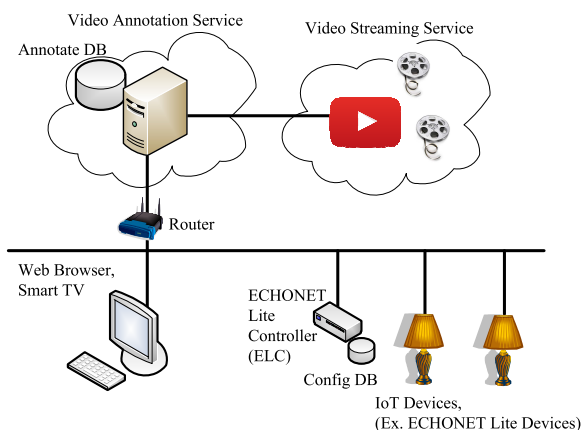 Video Annotation Service
Annotate DB
Video Streaming Service
Router
Web Browser,
Smart TV
ECHONET
Lite
Controller
(ELC)
Config DB
IoT Devices,
(Ex. ECHONET Lite Devices)